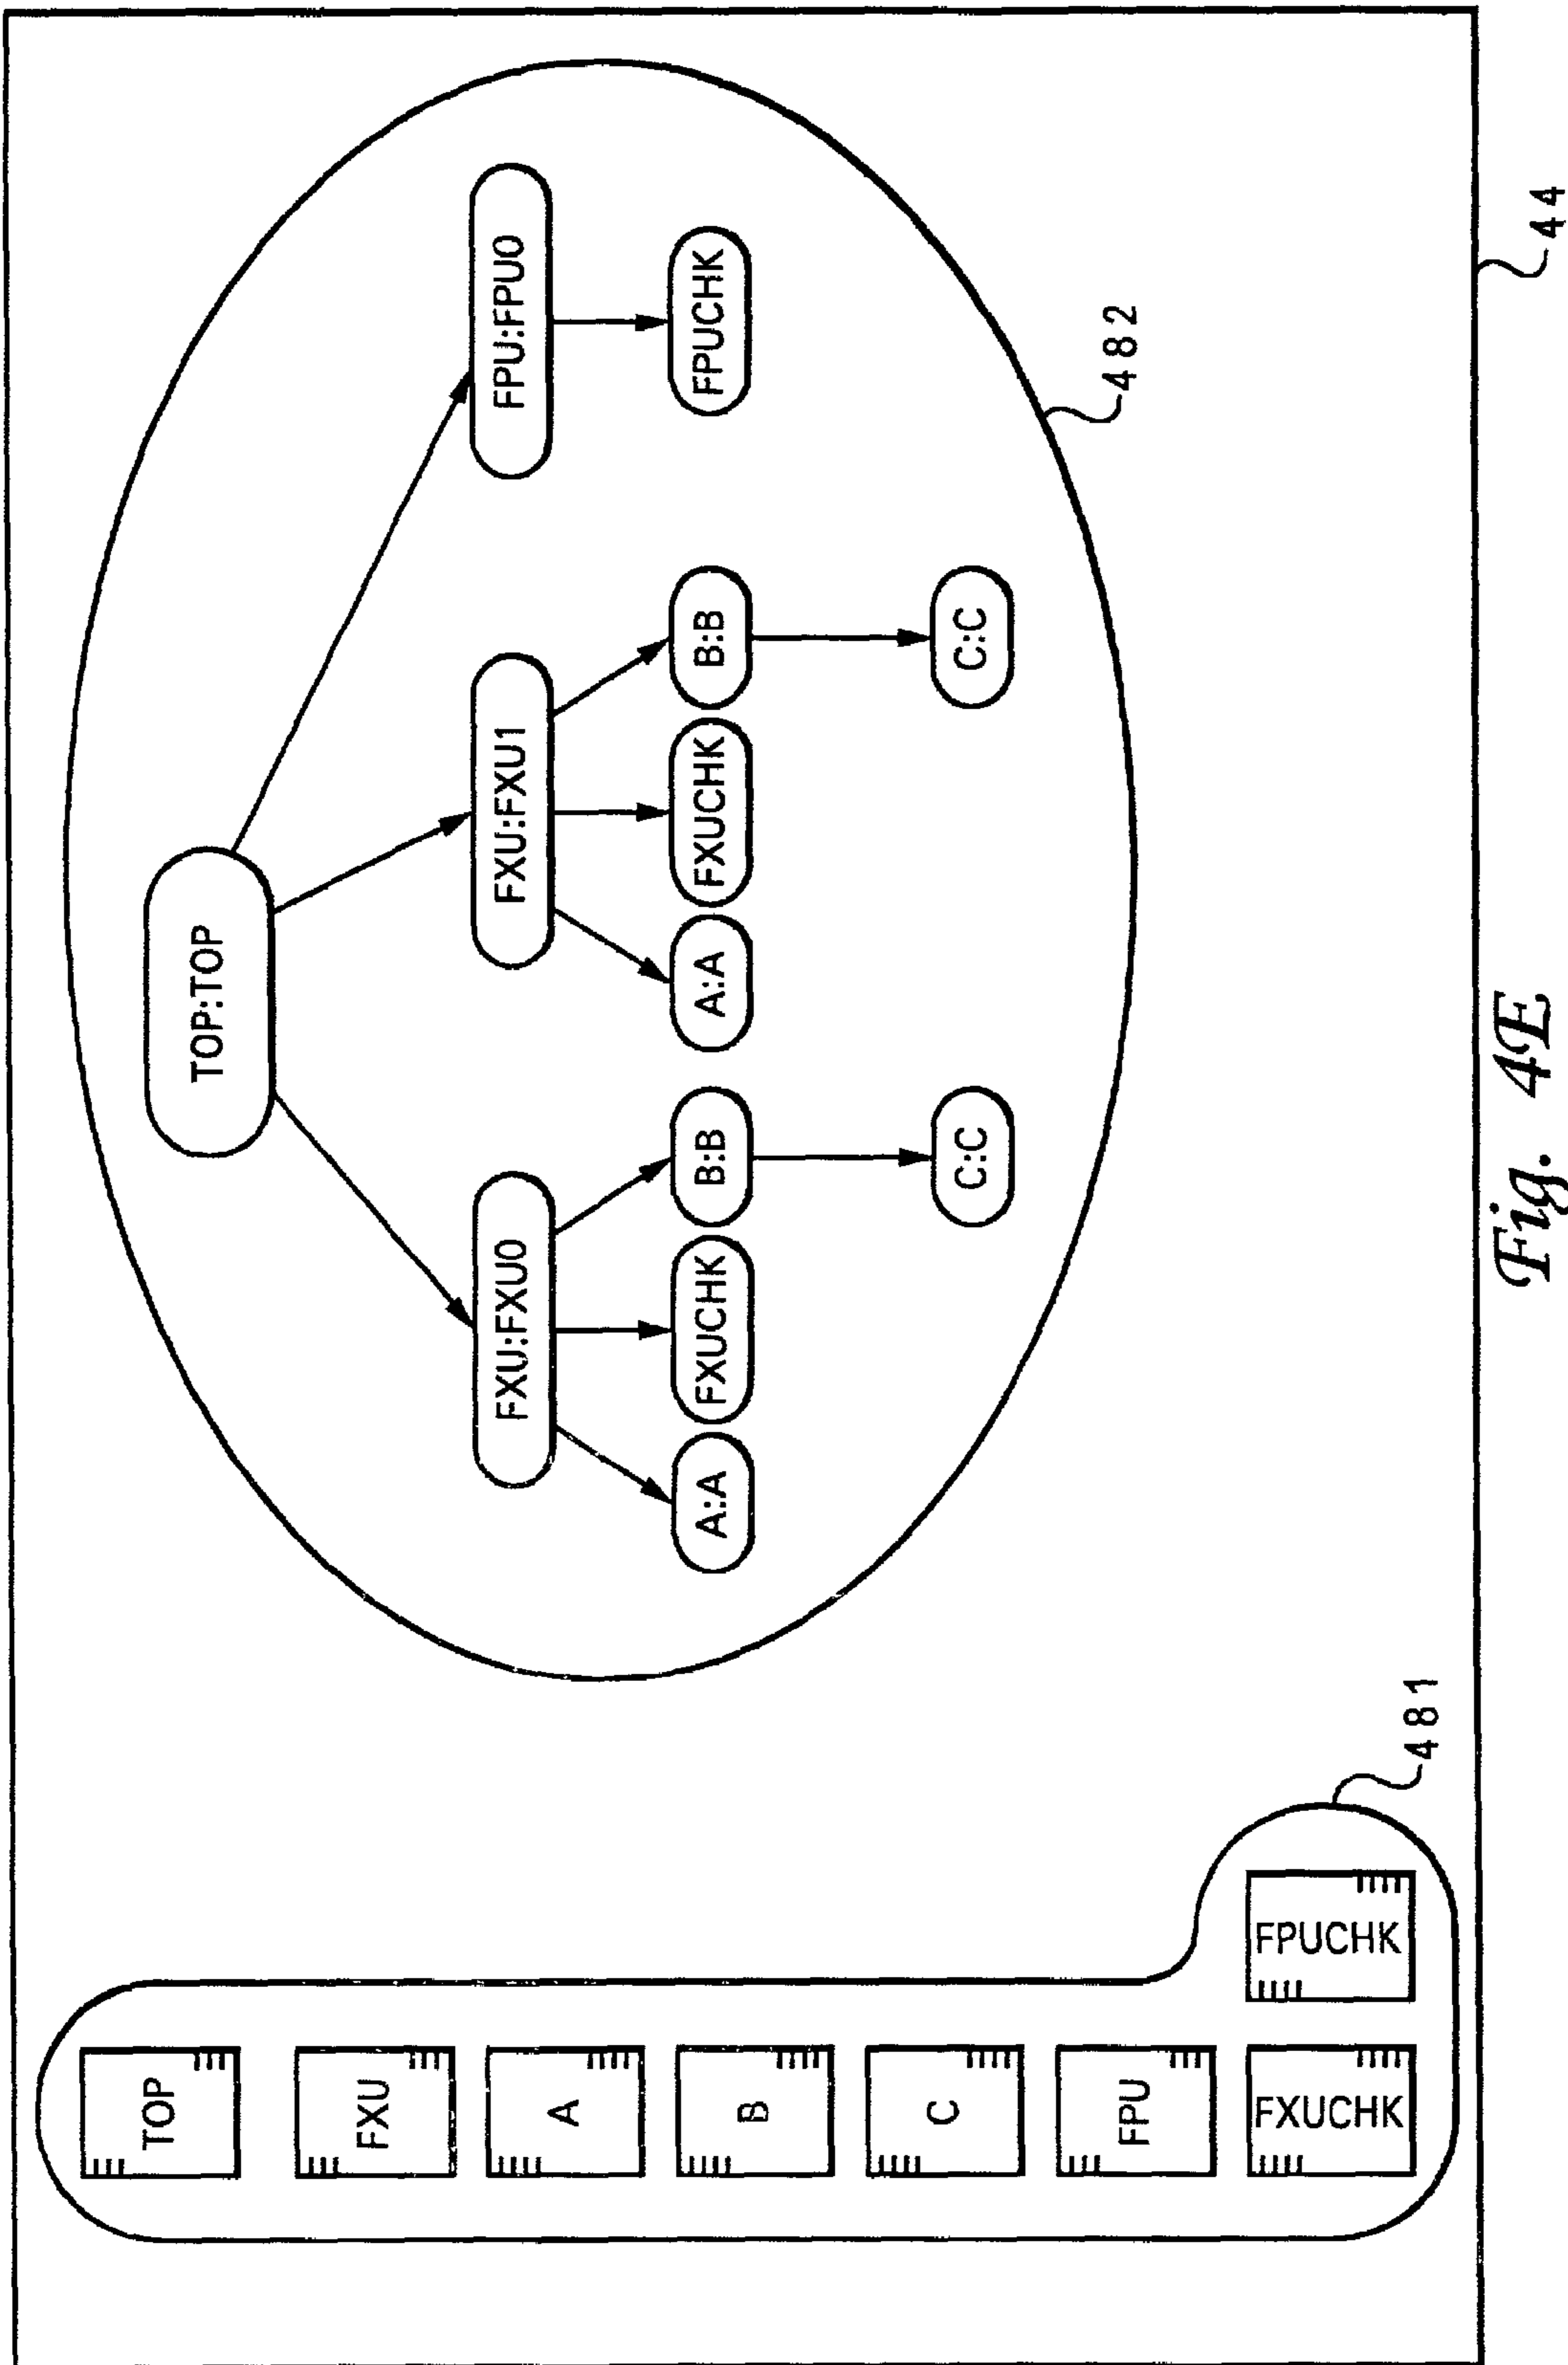 TOP
FXU
A
B
C
FPU
FXUCHK
FPUCHK
481
TOP:TOP
FXU:FXU0
FXU:FXU1
FPU:FPU0
A:A
FXUCHK
B:B
A:A
FXUCHK
B:B
FPUCHK
C:C
C:C
482
44
Fig. 4E